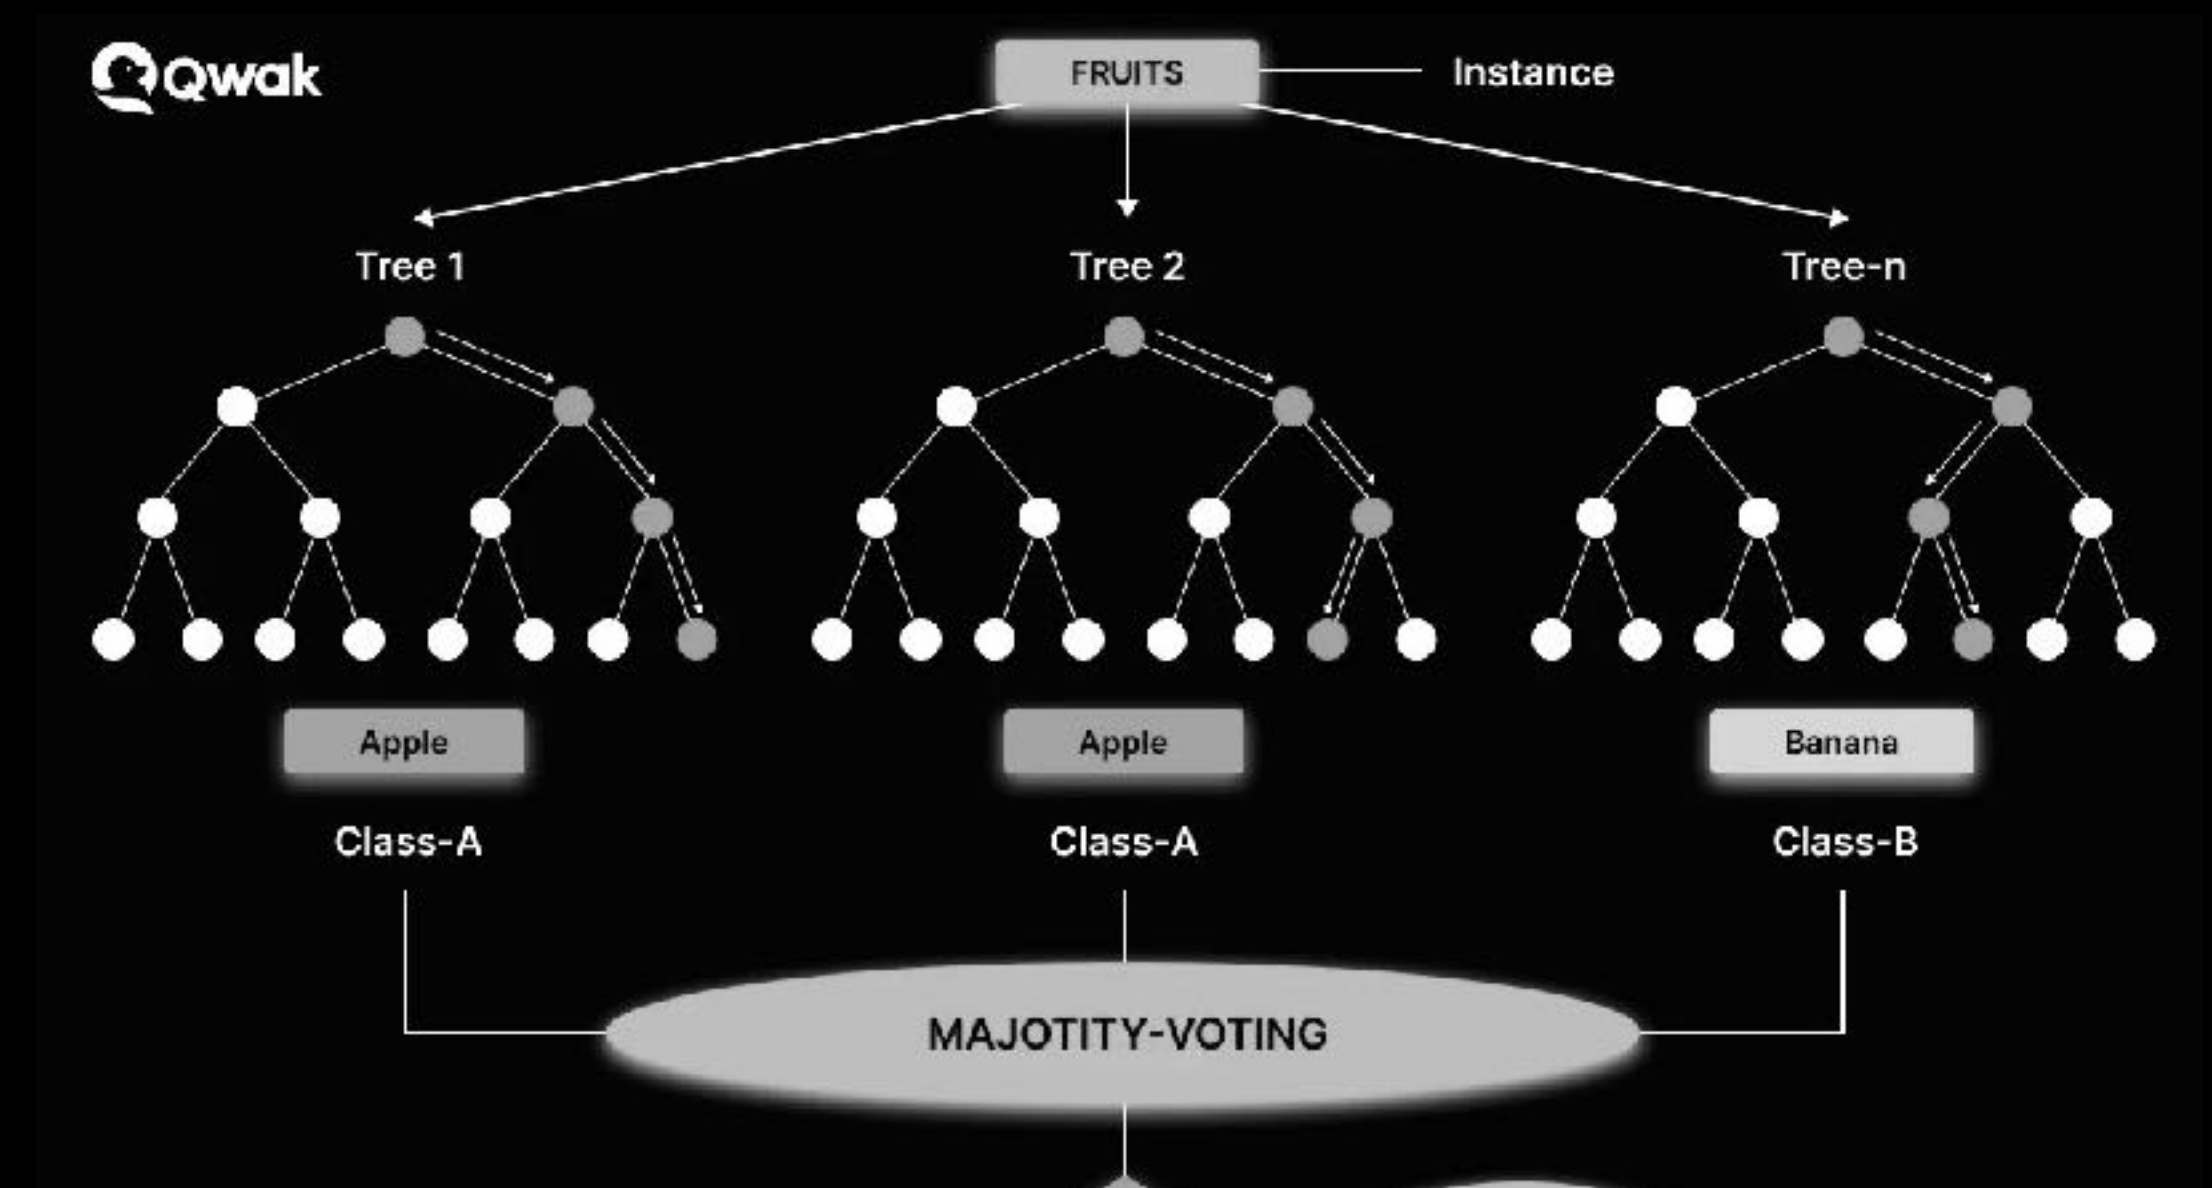 Qwak
FRUITS
Instance
Tree 1
Tree 2
Tree-n
Apple
Apple
Banana
Class-A
Class-A
Class-B
MAJOTITY-VOTING